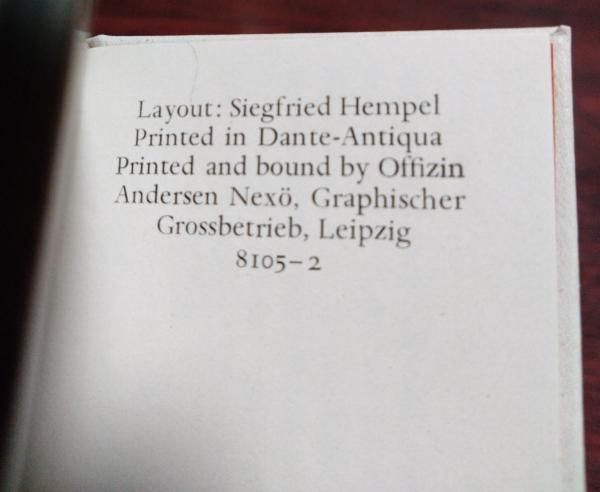 Layout: Siegfried Hempel
Printed in Dante-Antiqua
Printed and bound by Offizin
Andersen Nexö, Graphischer
Grossbetrieb, Leipzig
8105–2